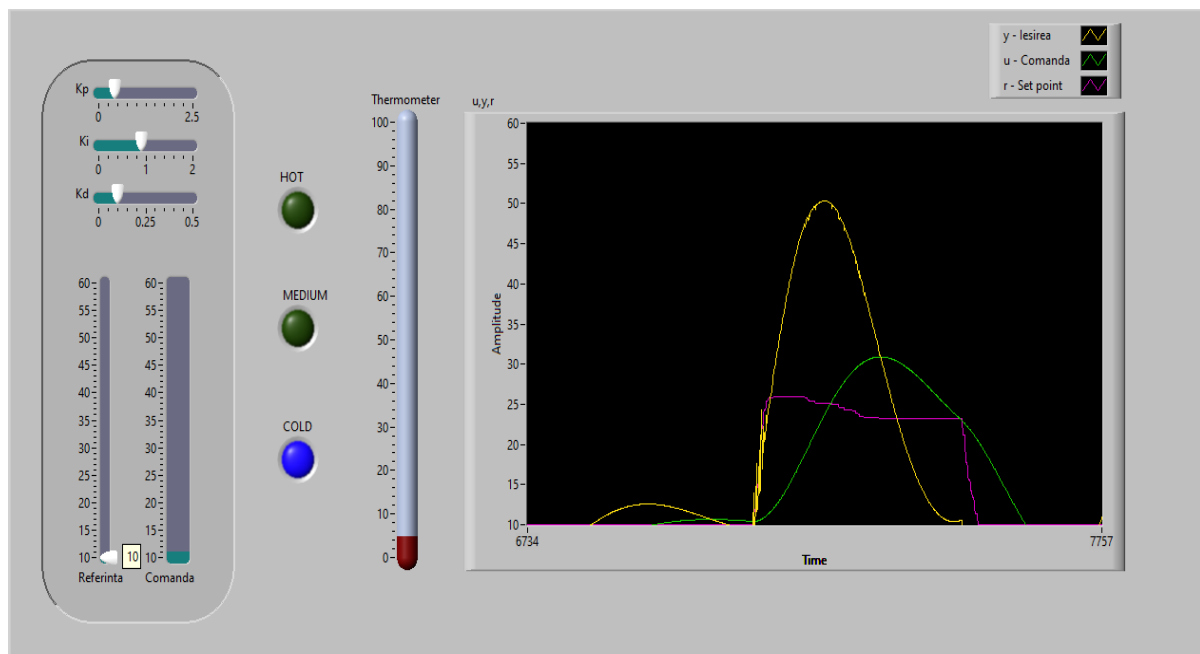 y - Iesirea
u - Comanda
r - Set point
Kp
0 2.5
Ki
0 1 2
Kd
0 0.25 0.5
60
55
50
45
40
35
30
25
20
15
10
Referinta
10
60
55
50
45
40
35
30
25
20
15
10
Comanda
HOT
MEDIUM
COLD
Thermometer
100
90
80
70
60
50
40
30
20
10
0
u,y,r
Amplitude
60
55
50
45
40
35
30
25
20
15
10
6734 7757
Time